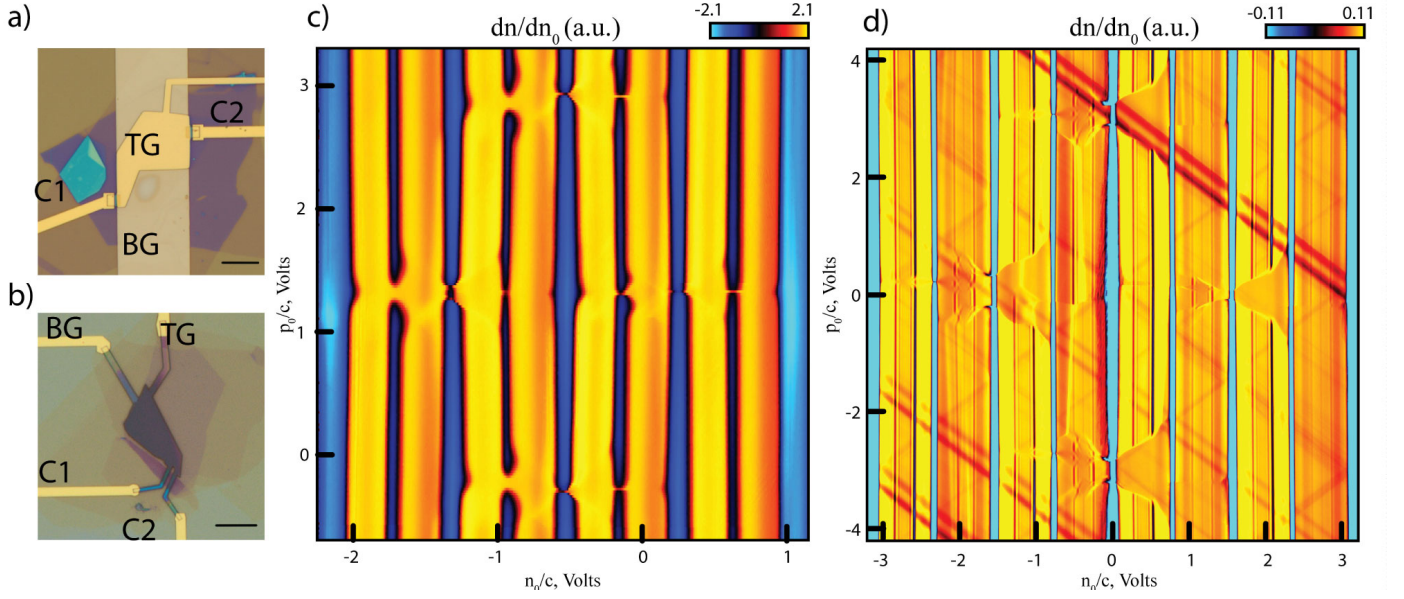 a)
C2
TG
C1
BG
b)
BG
TG
C1
C2
c)
dn/dn₀ (a.u.)
-2.1
2.1
p₀/c, Volts
3
2
1
0
-2
-1
0
1
n₀/c, Volts
d)
dn/dn₀ (a.u.)
-0.11
0.11
p₀/c, Volts
4
2
0
-2
-4
-3
-2
-1
0
1
2
3
n₀/c, Volts